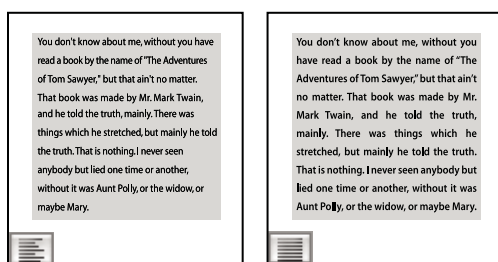 You don't know about me, without you have
read a book by the name of "The Adventures
of Tom Sawyer," but that ain't no matter.
That book was made by Mr. Mark Twain,
and he told the truth, mainly. There was
things which he stretched, but mainly he told
the truth. That is nothing. I never seen
anybody but lied one time or another,
without it was Aunt Polly, or the widow, or
maybe Mary.
You don't know about me, without you
have read a book by the name of "The
Adventures of Tom Sawyer," but that ain't
no matter. That book was made by Mr.
Mark Twain, and he told the truth,
mainly. There was things which he
stretched, but mainly he told the truth.
That is nothing. I never seen anybody but
lied one time or another, without it was
Aunt Polly, or the widow, or maybe Mary.